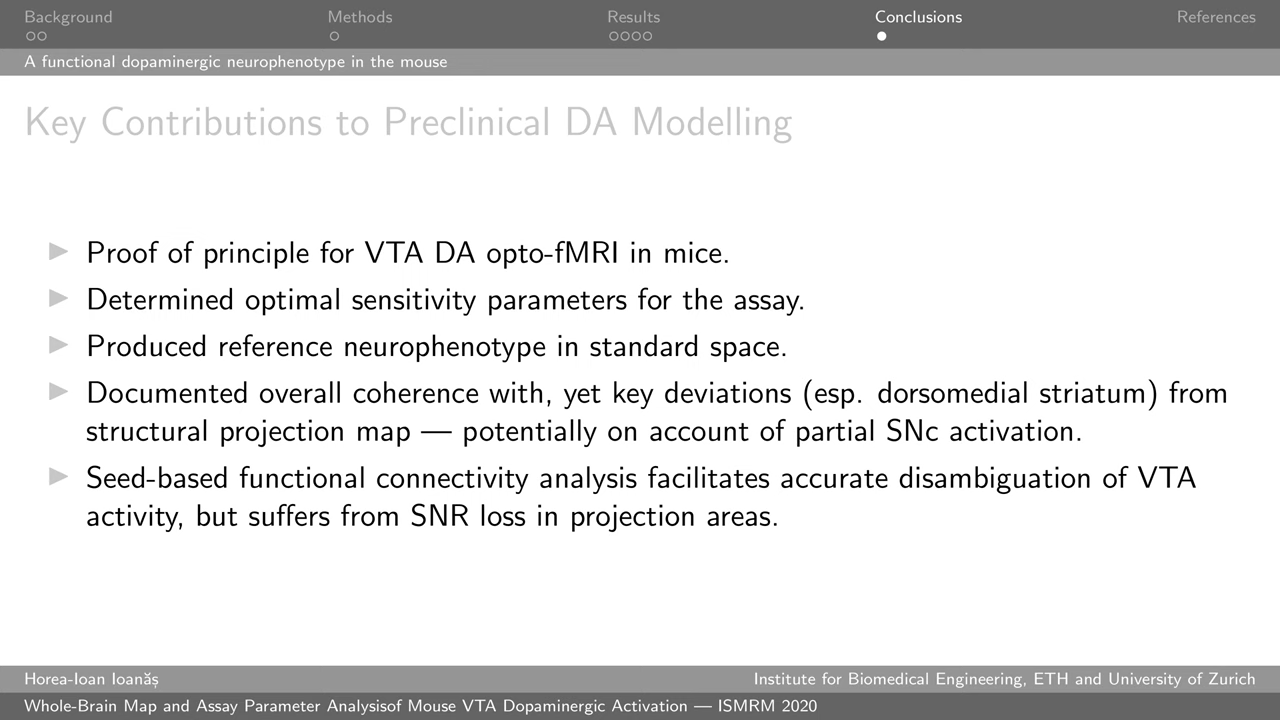 Background Methods Results Conclusions References
A functional dopaminergic neurophenotype in the mouse
Key Contributions to Preclinical DA Modelling
Proof of principle for VTA DA opto-fMRI in mice.
Determined optimal sensitivity parameters for the assay.
Produced reference neurophenotype in standard space.
Documented overall coherence with, yet key deviations (esp. dorsomedial striatum) from
structural projection map — potentially on account of partial SNc activation.
Seed-based functional connectivity analysis facilitates accurate disambiguation of VTA
activity, but suffers from SNR loss in projection areas.
Horea-Ioan Ioanăș Institute for Biomedical Engineering, ETH and University of Zurich
Whole-Brain Map and Assay Parameter Analysisof Mouse VTA Dopaminergic Activation — ISMRM 2020